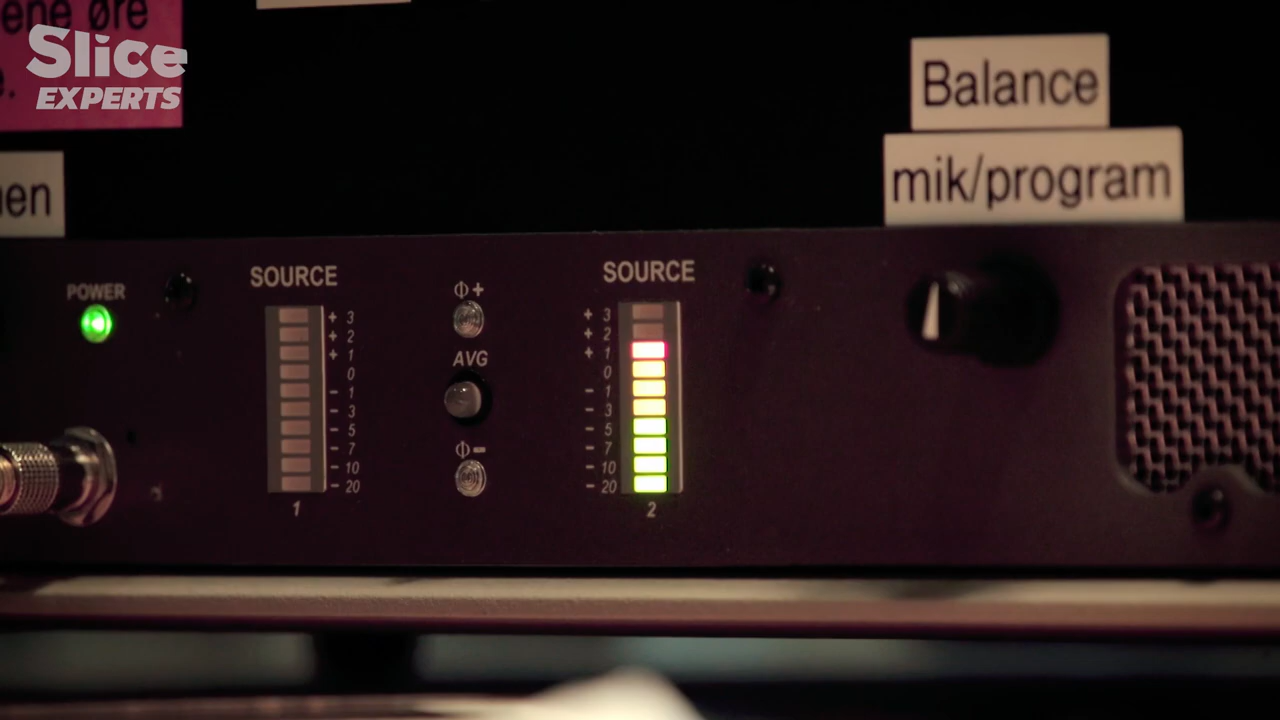 ene øre
Slice
EXPERTS
Balance
mik/program
POWER
SOURCE
+ 3
+ 2
+ 1
0
- 1
- 3
- 5
- 7
- 10
- 20
1
Φ+
AVG
Φ-
SOURCE
+ 3
+ 2
+ 1
0
- 1
- 3
- 5
- 7
- 10
- 20
2